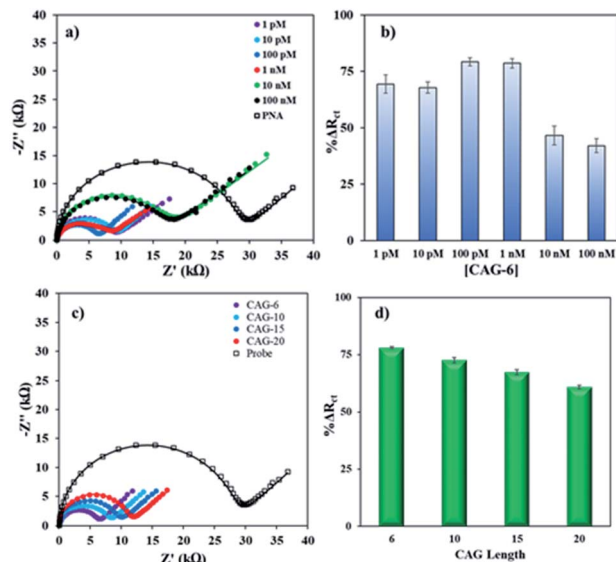 a)
1 pM
10 pM
100 pM
1 nM
10 nM
100 nM
PNA
40
35
30
25
20
15
10
5
0
-Z'' (kΩ)
0 5 10 15 20 25 30 35 40
Z' (kΩ)
b)
100
75
50
25
0
%ΔRct
1 pM 10 pM 100 pM 1 nM 10 nM 100 nM
[CAG-6]
c)
CAG-6
CAG-10
CAG-15
CAG-20
Probe
40
35
30
25
20
15
10
5
0
-Z'' (kΩ)
0 5 10 15 20 25 30 35 40
Z' (kΩ)
d)
100
75
50
25
0
%ΔRct
6 10 15 20
CAG Length